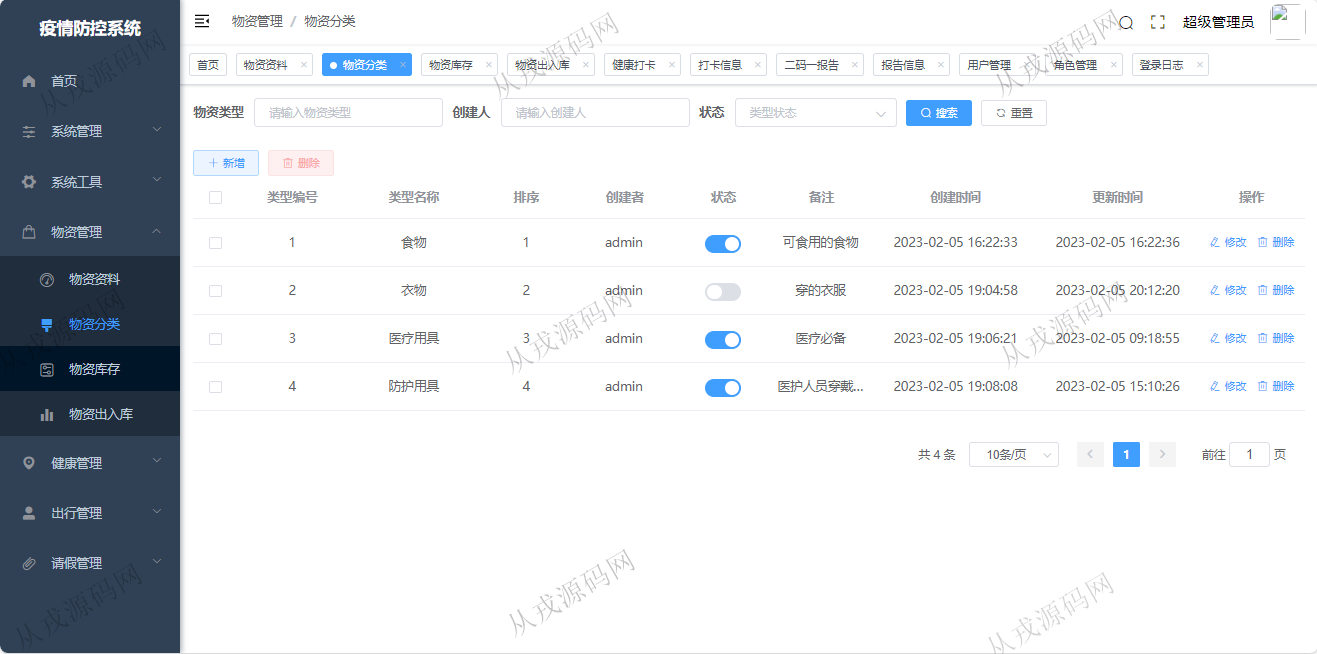 疫情防控系统
首页
系统管理
系统工具
物资管理
物资资料
物资分类
物资库存
物资出入库
健康管理
出行管理
请假管理
物资管理 / 物资分类
超级管理员
首页 物资资料 × 物资分类 × 物资库存 × 物资出入库 × 健康打卡 × 打卡信息 × 二码一报告 × 报告信息 × 用户管理 角色管理 × 登录日志 ×
物资类型 请输入物资类型 创建人 请输入创建人 状态 类型状态 搜索 重置
新增 删除
类型编号 类型名称 排序 创建者 状态 备注 创建时间 更新时间 操作
1 食物 1 admin 可食用的食物 2023-02-05 16:22:33 2023-02-05 16:22:36 修改 删除
2 衣物 2 admin 穿的衣服 2023-02-05 19:04:58 2023-02-05 20:12:20 修改 删除
3 医疗用具 3 admin 医疗必备 2023-02-05 19:06:21 2023-02-05 09:18:55 修改 删除
4 防护用具 4 admin 医护人员穿戴... 2023-02-05 19:08:08 2023-02-05 15:10:26 修改 删除
共 4 条 10条/页 1 前往 1 页
从戎源码网
从戎源码网
从戎源码网
从戎源码网
从戎源码网
从戎源码网
从戎源码网
从戎源码网
从戎源码网